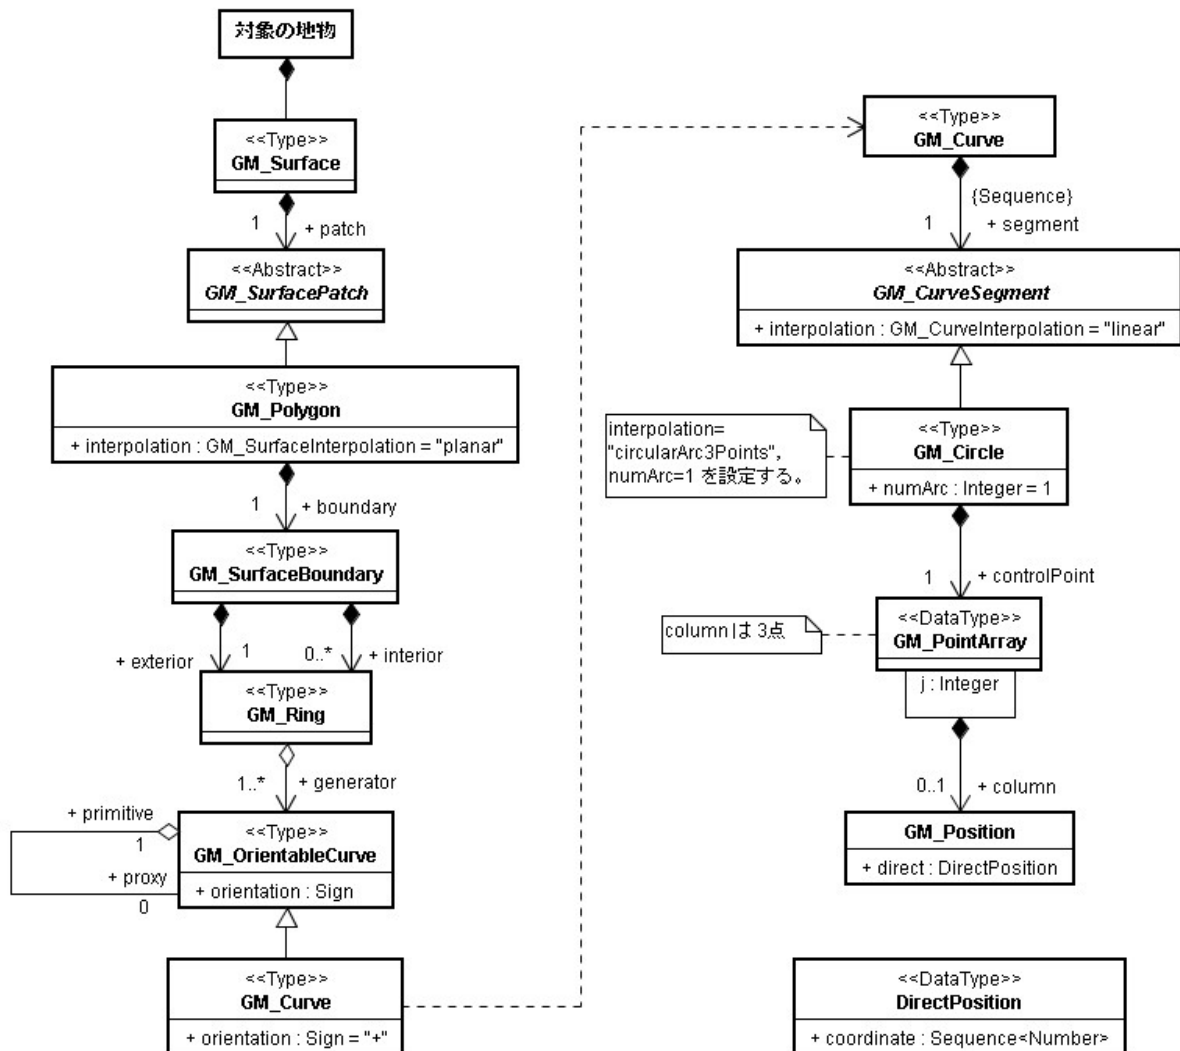 対象の地物
<<Type>>
GM_Surface
1
+ patch
<<Abstract>>
GM_SurfacePatch
<<Type>>
GM_Polygon
+ interpolation : GM_SurfaceInterpolation = "planar"
1
+ boundary
<<Type>>
GM_SurfaceBoundary
+ exterior
1
0..*
+ interior
<<Type>>
GM_Ring
1..*
+ generator
+ primitive
1
+ proxy
0
<<Type>>
GM_OrientableCurve
+ orientation : Sign
<<Type>>
GM_Curve
+ orientation : Sign = "+"
<<Type>>
GM_Curve
{Sequence}
1
+ segment
<<Abstract>>
GM_CurveSegment
+ interpolation : GM_CurveInterpolation = "linear"
interpolation=
"circularArc3Points",
numArc=1 を設定する。
<<Type>>
GM_Circle
+ numArc : Integer = 1
1
+ controlPoint
columnは 3点
<<DataType>>
GM_PointArray
j : Integer
0..1
+ column
GM_Position
+ direct : DirectPosition
<<DataType>>
DirectPosition
+ coordinate : Sequence<Number>